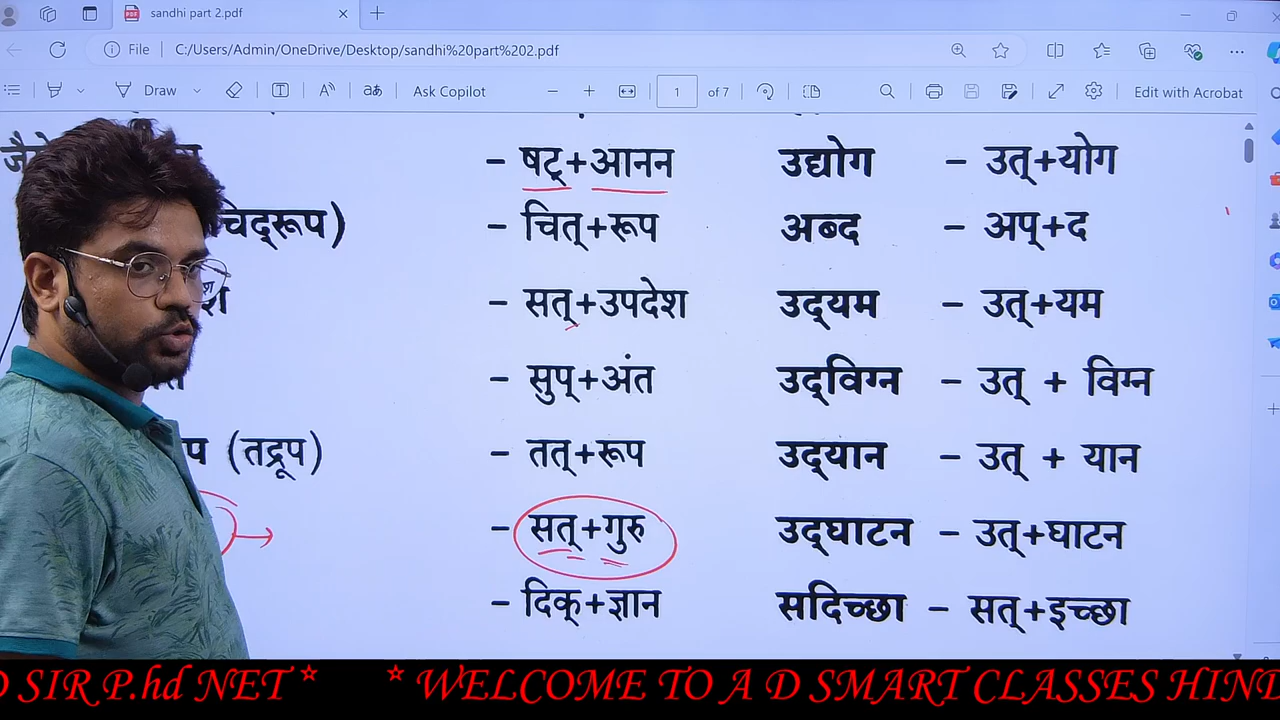 sandhi part 2.pdf
File C:/Users/Admin/OneDrive/Desktop/sandhi%20part%202.pdf
Draw Ask Copilot 1 of 7 Edit with Acrobat
– षट्+आनन उद्योग – उत्+योग
चिद्‌रूप) – चित्+रूप अब्द – अप्+द
– सत्+उपदेश उद्‌यम – उत्+यम
– सुप्+अंत उद्‌विग्न – उत् + विग्न
प (तद्रूप) – तत्+रूप उद्‌यान – उत् + यान
– सत्+गुरु उद्‌घाटन – उत्+घाटन
– दिक्+ज्ञान सदिच्छा – सत्+इच्छा
D SIR P.hd NET * * WELCOME TO A D SMART CLASSES HIND